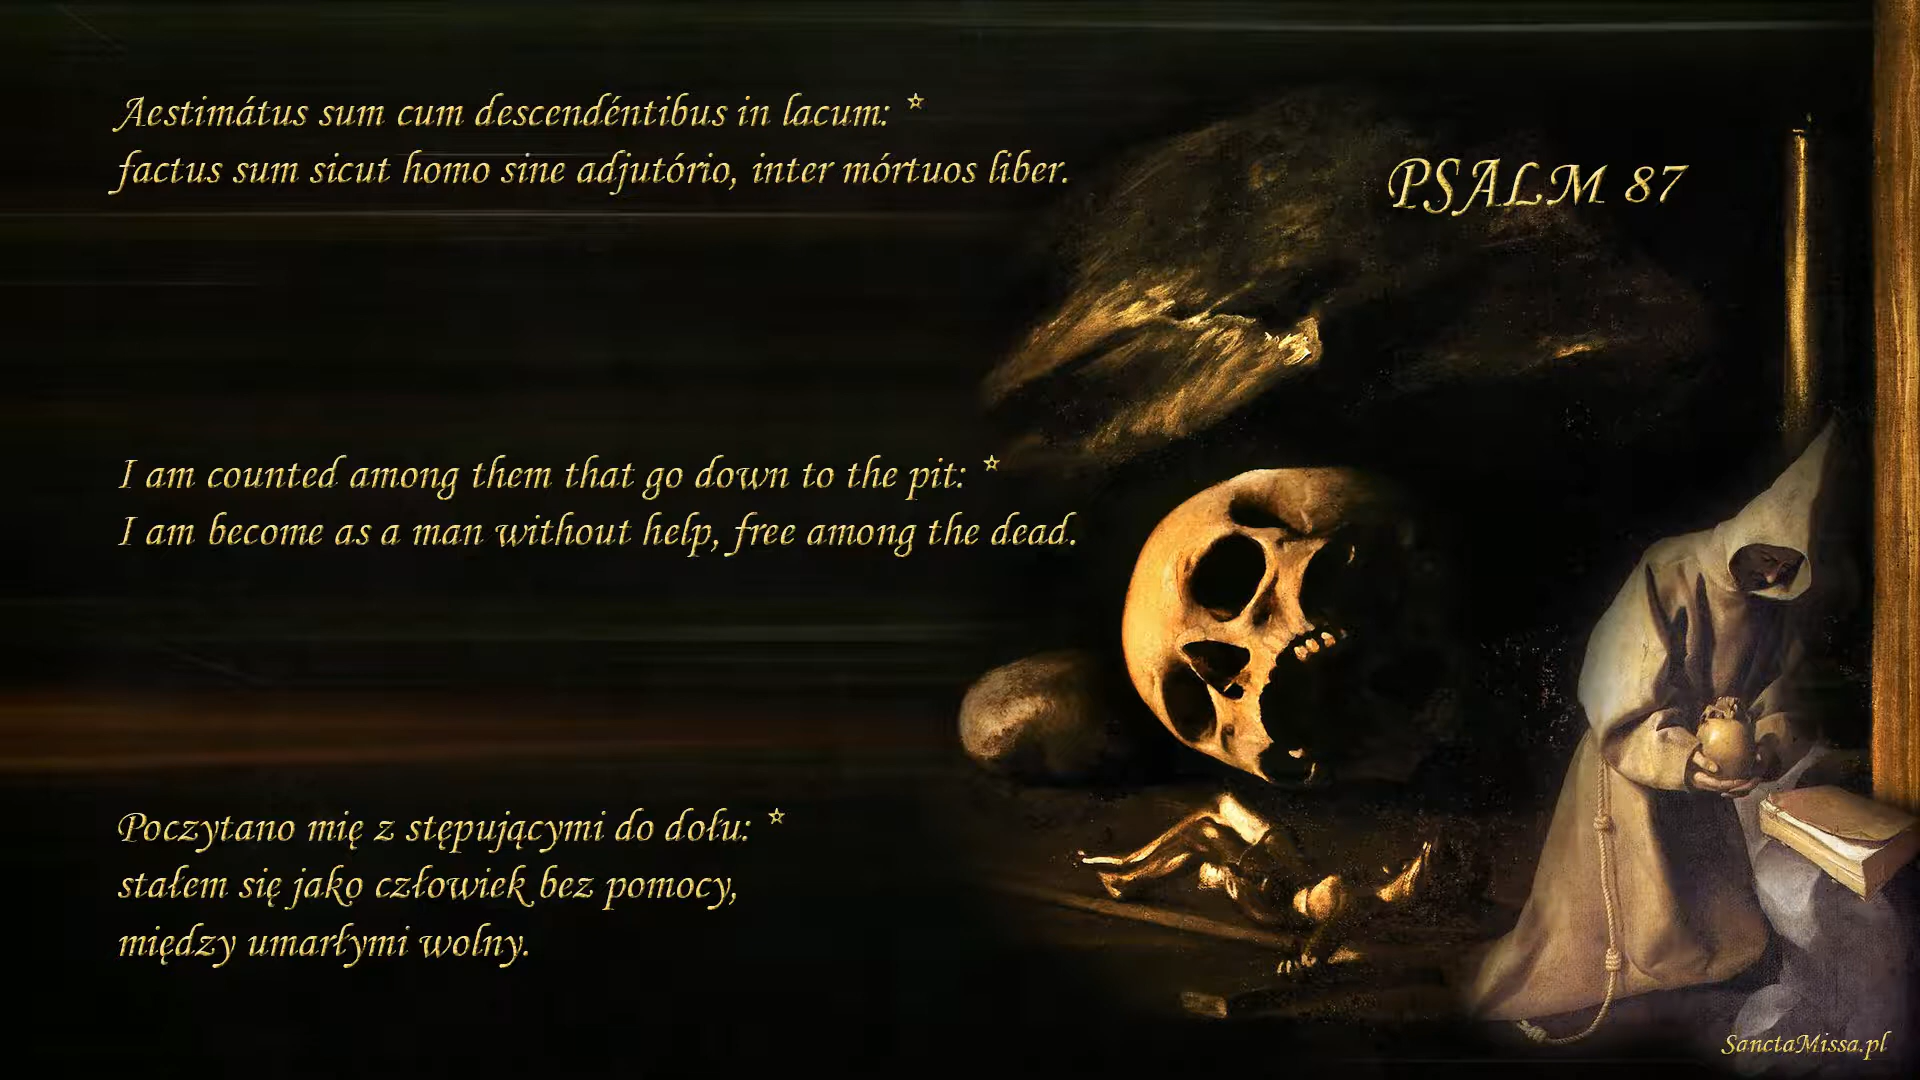 Aestimátus sum cum descendéntibus in lacum: *
factus sum sicut homo sine adjutório, inter mórtuos liber.
PSALM 87
I am counted among them that go down to the pit: *
I am become as a man without help, free among the dead.
Poczytano mię z stępującymi do dołu: *
stałem się jako człowiek bez pomocy,
między umarłymi wolny.
SanctaMissa.pl